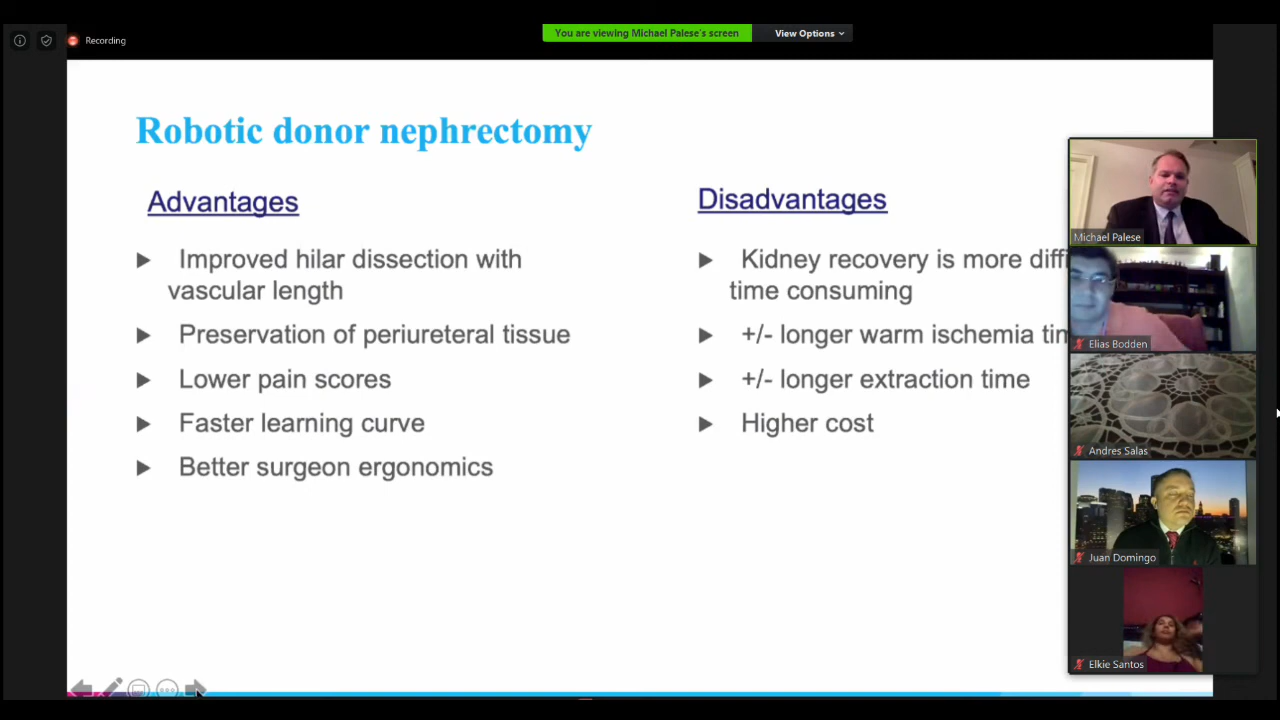 Recording
You are viewing Michael Palese's screen
View Options
Robotic donor nephrectomy
Advantages
Improved hilar dissection with
vascular length
Preservation of periureteral tissue
Lower pain scores
Faster learning curve
Better surgeon ergonomics
Disadvantages
Kidney recovery is more
time consuming
+/- longer warm ischemia
+/- longer extraction time
Higher cost
Michael Palese
Elias Bodden
Andres Salas
Juan Domingo
Elkie Santos